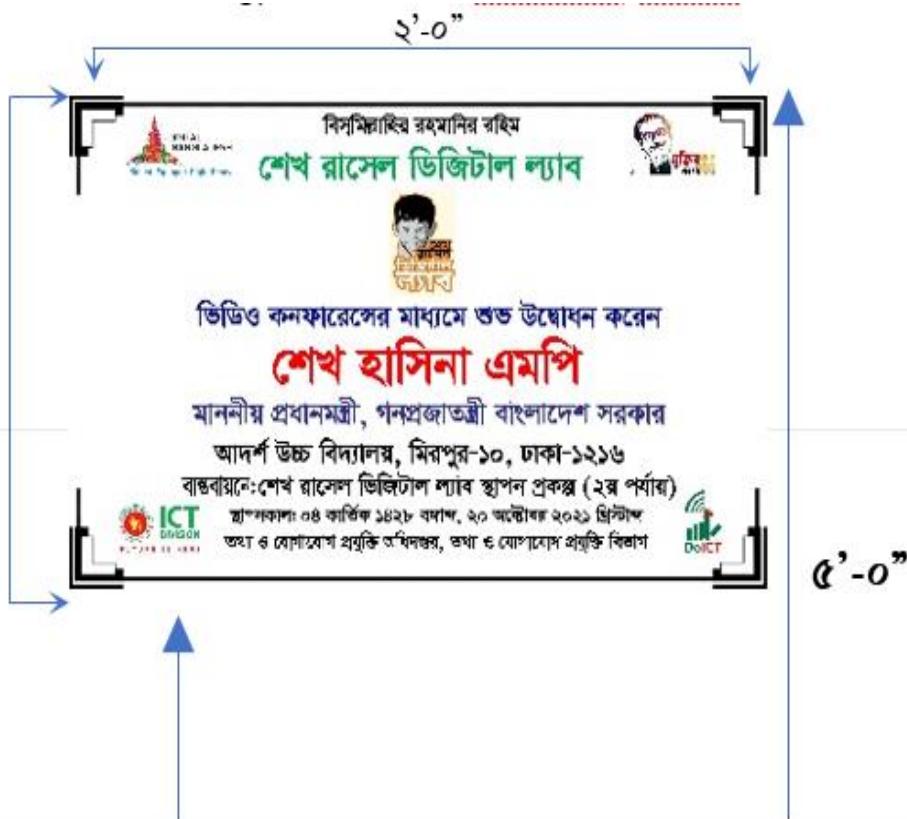 ২’-০”
বিসমিল্লাহির রহমানির রহিম
শেখ রাসেল ডিজিটাল ল্যাব
ভিডিও কনফারেন্সের মাধ্যমে শুভ উদ্বোধন করেন
শেখ হাসিনা এমপি
মাননীয় প্রধানমন্ত্রী, গনপ্রজাতন্ত্রী বাংলাদেশ সরকার
আদর্শ উচ্চ বিদ্যালয়, মিরপুর-১০, ঢাকা-১২১৬
বাস্তবায়নে:শেখ রাসেল ডিজিটাল ল্যাব স্থাপন প্রকল্প (২য় পর্যায়)
ICT
DIVISION
স্থাপনকালঃ ০৪ কার্তিক ১৪২৮ বঙ্গাব্দ, ২০ অক্টোবর ২০২১ খ্রিস্টাব্দ
তথ্য ও যোগাযোগ প্রযুক্তি অধিদপ্তর, তথ্য ও যোগাযোগ প্রযুক্তি বিভাগ
DoICT
৫’-০”